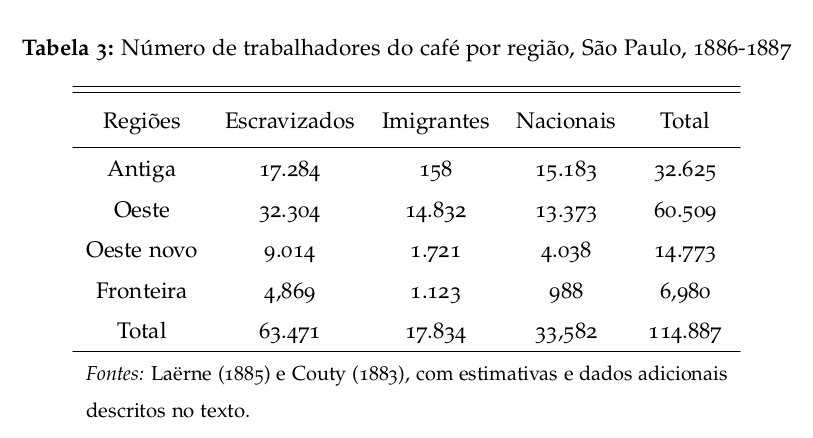 Tabela 3: Número de trabalhadores do café por região, São Paulo, 1886-1887
Regiões Escravizados Imigrantes Nacionais Total
Antiga 17.284 158 15.183 32.625
Oeste 32.304 14.832 13.373 60.509
Oeste novo 9.014 1.721 4.038 14.773
Fronteira 4,869 1.123 988 6,980
Total 63.471 17.834 33,582 114.887
Fontes: Laërne (1885) e Couty (1883), com estimativas e dados adicionais
descritos no texto.